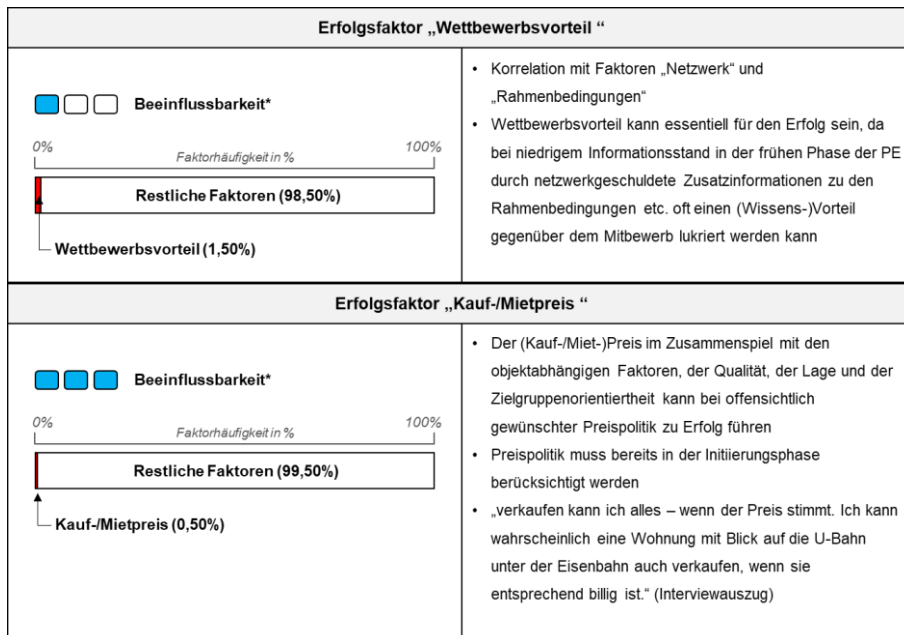 Erfolgsfaktor „Wettbewerbsvorteil “
Beeinflussbarkeit*
0%
100%
Faktorhäufigkeit in %
Restliche Faktoren (98,50%)
Wettbewerbsvorteil (1,50%)
• Korrelation mit Faktoren „Netzwerk“ und
„Rahmenbedingungen“
• Wettbewerbsvorteil kann essentiell für den Erfolg sein, da
bei niedrigem Informationsstand in der frühen Phase der PE
durch netzwerkgeschuldete Zusatzinformationen zu den
Rahmenbedingungen etc. oft einen (Wissens-)Vorteil
gegenüber dem Mitbewerb lukriert werden kann
Erfolgsfaktor „Kauf-/Mietpreis “
Beeinflussbarkeit*
0%
100%
Faktorhäufigkeit in %
Restliche Faktoren (99,50%)
Kauf-/Mietpreis (0,50%)
• Der (Kauf-/Miet-)Preis im Zusammenspiel mit den
objektabhängigen Faktoren, der Qualität, der Lage und der
Zielgruppenorientiertheit kann bei offensichtlich
gewünschter Preispolitik zu Erfolg führen
• Preispolitik muss bereits in der Initiierungsphase
berücksichtigt werden
• „verkaufen kann ich alles – wenn der Preis stimmt. Ich kann
wahrscheinlich eine Wohnung mit Blick auf die U-Bahn
unter der Eisenbahn auch verkaufen, wenn sie
entsprechend billig ist.“ (Interviewauszug)